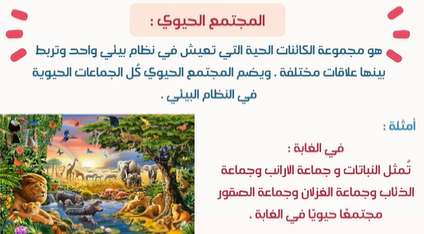 المجتمع الحيوي :
هو مجموعة الكائنات الحية التي تعيش في نظام بيئي واحد وتربط
بينها علاقات مختلفة . ويضم المجتمع الحيوي كُل الجماعات الحيوية
في النظام البيئي .
أمثلة :
في الغابة :
تُمثل النباتات و جماعة الارانب وجماعة
الذئاب وجماعة الغزلان وجماعة الصقور
مجتمعًا حيويًا في الغابة .